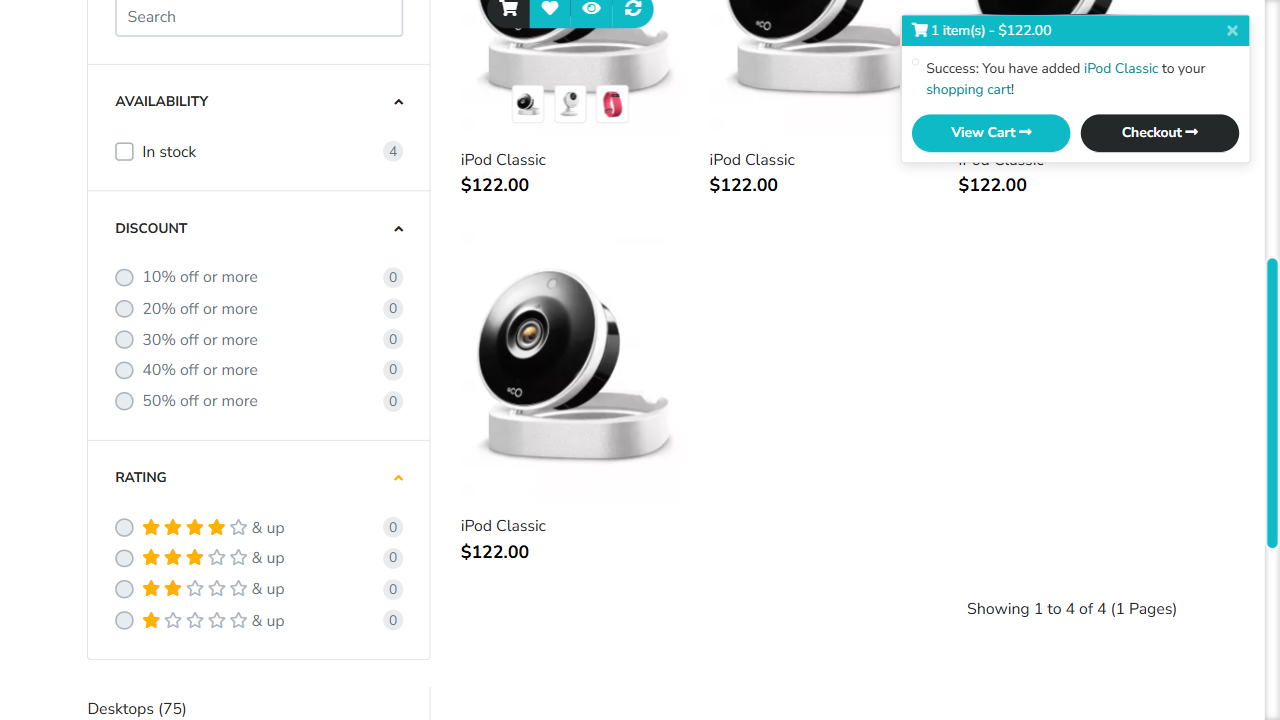 Search
AVAILABILITY
In stock
4
DISCOUNT
10% off or more
0
20% off or more
0
30% off or more
0
40% off or more
0
50% off or more
0
RATING
& up
0
& up
0
& up
0
& up
0
Desktops (75)
iPod Classic
$122.00
iPod Classic
$122.00
iPod Classic
$122.00
iPod Classic
$122.00
Showing 1 to 4 of 4 (1 Pages)
1 item(s) - $122.00
Success: You have added iPod Classic to your
shopping cart!
View Cart
Checkout